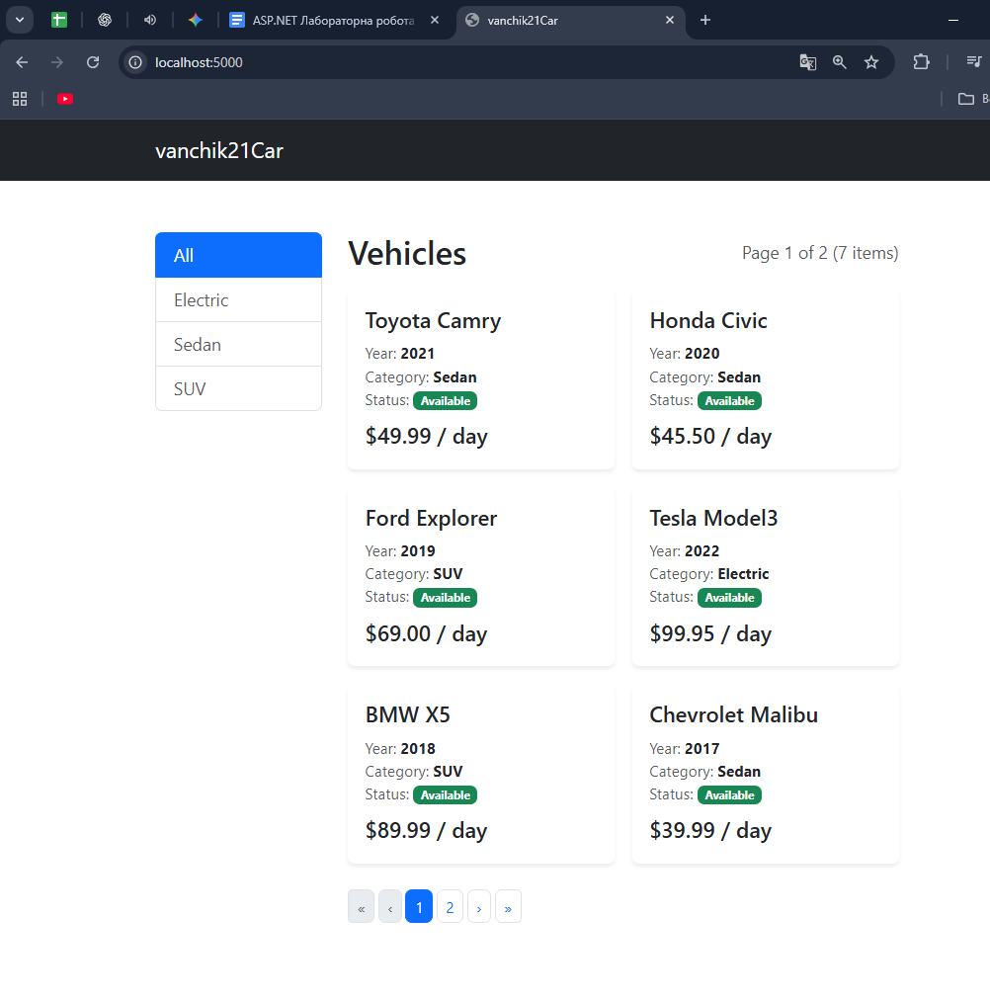 ASP.NET Лабораторна робота
vanchik21Car
localhost:5000
vanchik21Car
All
Electric
Sedan
SUV
Vehicles
Page 1 of 2 (7 items)
Toyota Camry
Year: 2021
Category: Sedan
Status: Available
$49.99 / day
Honda Civic
Year: 2020
Category: Sedan
Status: Available
$45.50 / day
Ford Explorer
Year: 2019
Category: SUV
Status: Available
$69.00 / day
Tesla Model3
Year: 2022
Category: Electric
Status: Available
$99.95 / day
BMW X5
Year: 2018
Category: SUV
Status: Available
$89.99 / day
Chevrolet Malibu
Year: 2017
Category: Sedan
Status: Available
$39.99 / day
« ‹ 1 2 › »